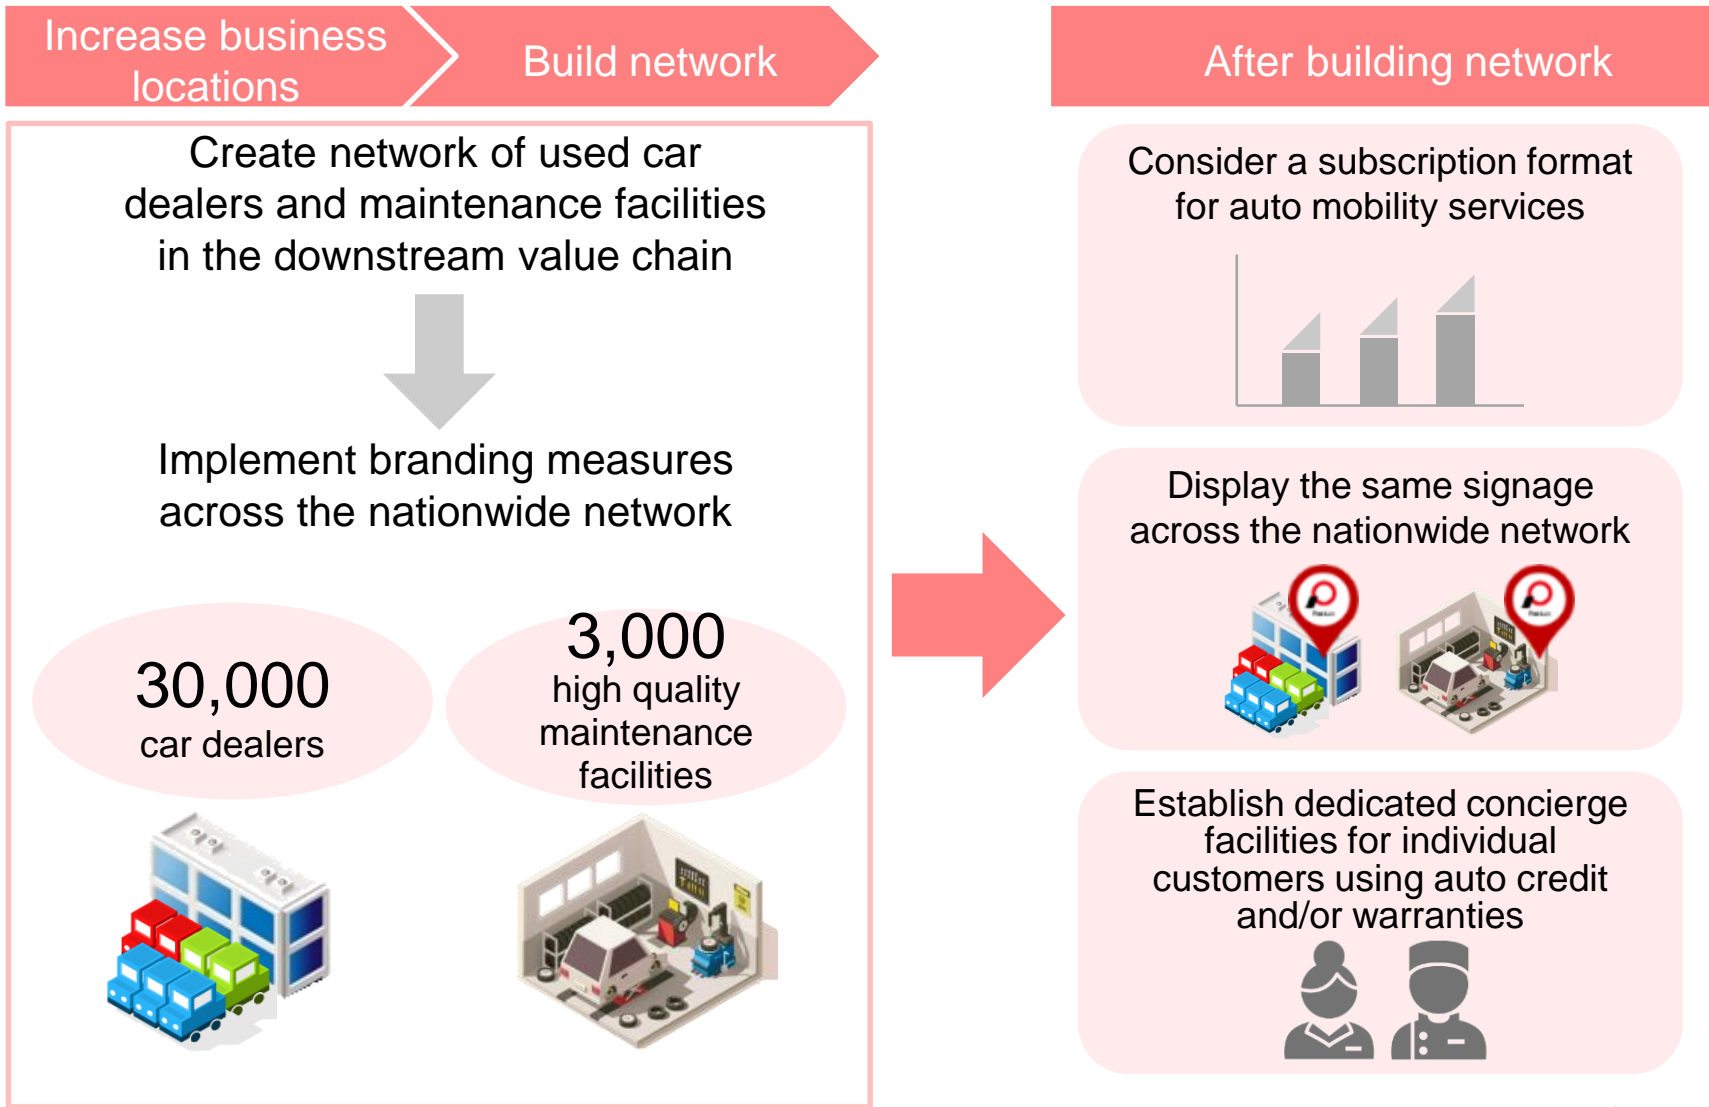 Increase business
locations
Build network
After building network
Create network of used car
dealers and maintenance facilities
in the downstream value chain
Implement branding measures
across the nationwide network
30,000
car dealers
3,000
high quality
maintenance
facilities
Consider a subscription format
for auto mobility services
Display the same signage
across the nationwide network
Establish dedicated concierge
facilities for individual
customers using auto credit
and/or warranties